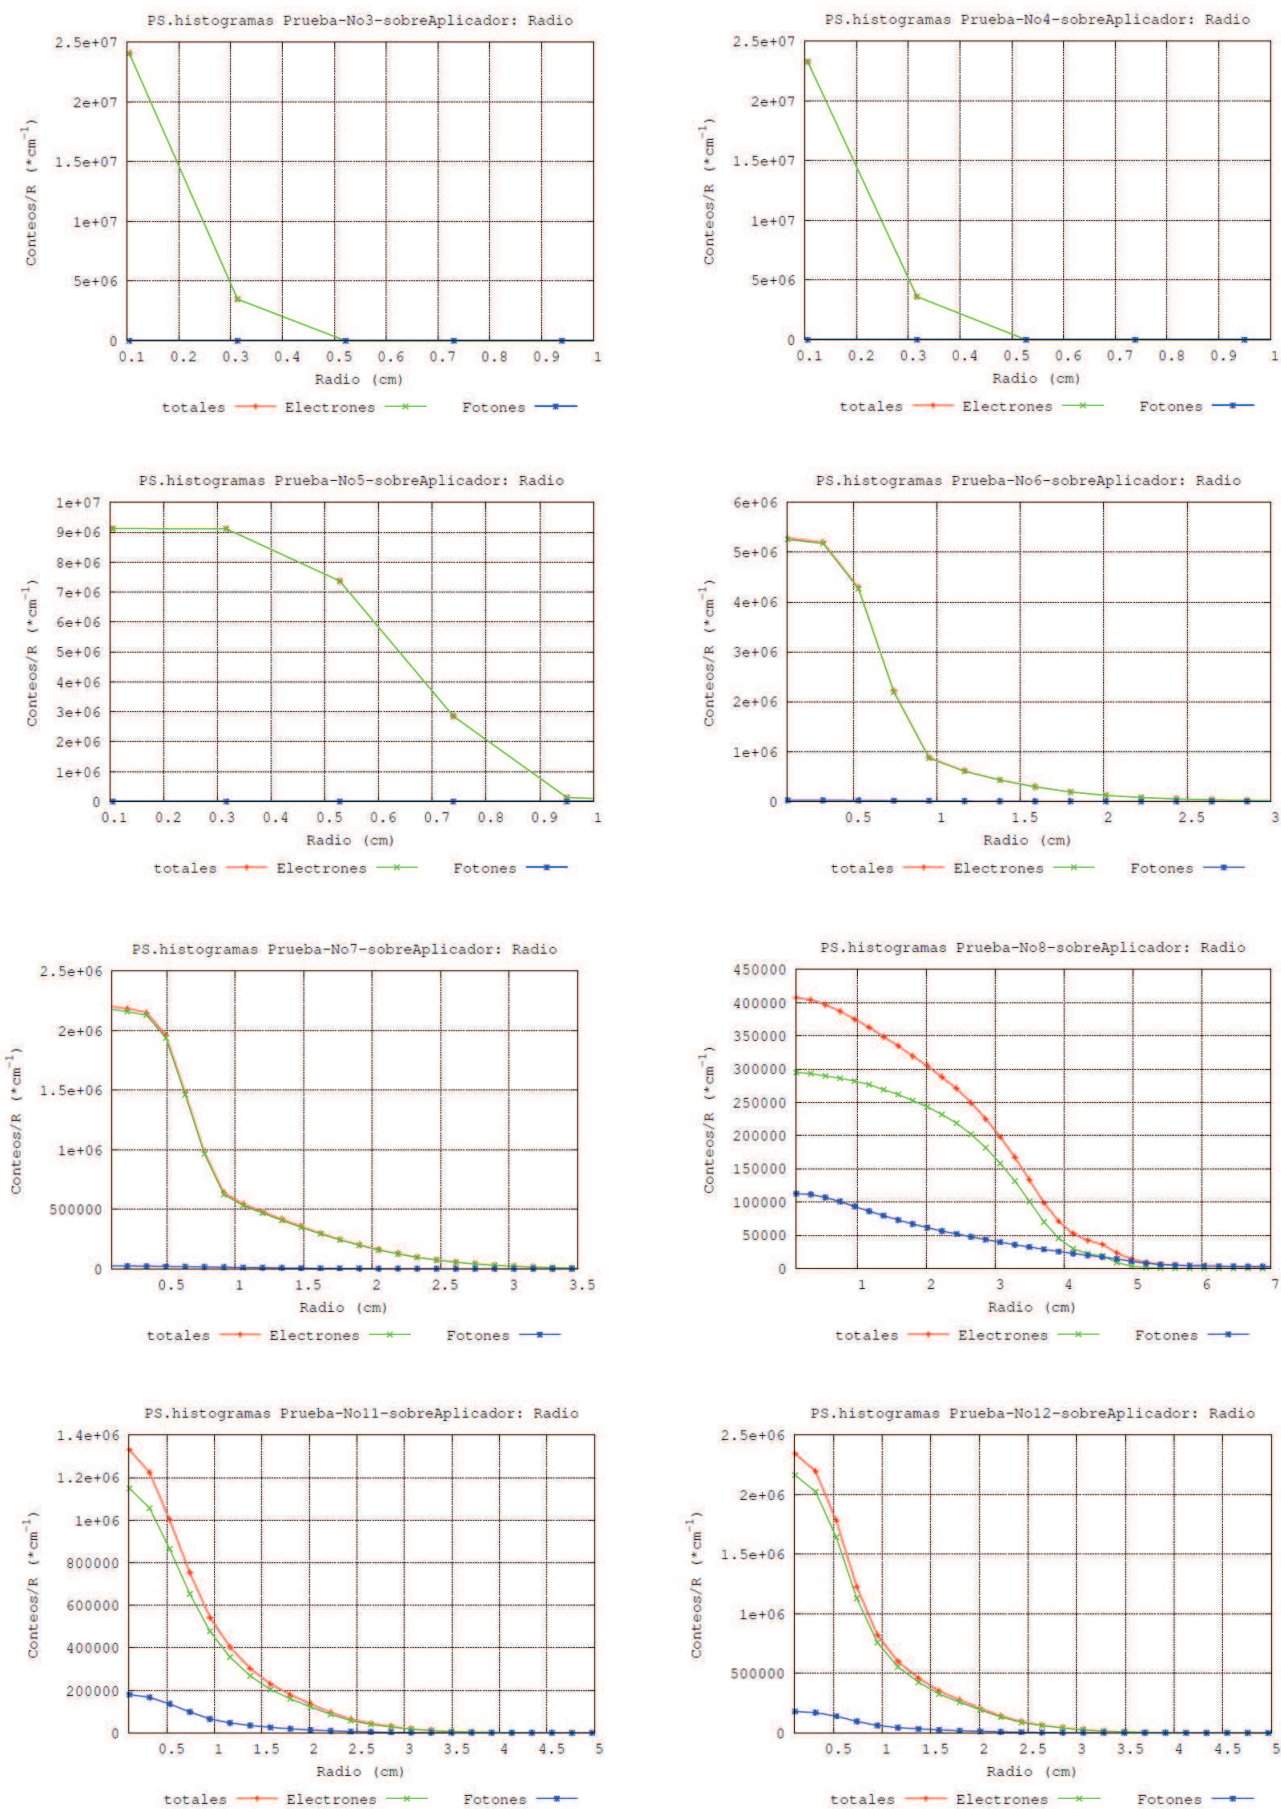 PS.histogramas Prueba-No3-sobreAplicador: Radio
2.5e+07
2e+07
1.5e+07
1e+07
5e+06
0
Conteos/R (*cm⁻¹)
0.1 0.2 0.3 0.4 0.5 0.6 0.7 0.8 0.9 1
Radio (cm)
totales Electrones Fotones
PS.histogramas Prueba-No4-sobreAplicador: Radio
2.5e+07
2e+07
1.5e+07
1e+07
5e+06
0
Conteos/R (*cm⁻¹)
0.1 0.2 0.3 0.4 0.5 0.6 0.7 0.8 0.9 1
Radio (cm)
totales Electrones Fotones
PS.histogramas Prueba-No5-sobreAplicador: Radio
1e+07
9e+06
8e+06
7e+06
6e+06
5e+06
4e+06
3e+06
2e+06
1e+06
0
Conteos/R (*cm⁻¹)
0.1 0.2 0.3 0.4 0.5 0.6 0.7 0.8 0.9 1
Radio (cm)
totales Electrones Fotones
PS.histogramas Prueba-No6-sobreAplicador: Radio
6e+06
5e+06
4e+06
3e+06
2e+06
1e+06
0
Conteos/R (*cm⁻¹)
0.5 1 1.5 2 2.5 3
Radio (cm)
totales Electrones Fotones
PS.histogramas Prueba-No7-sobreAplicador: Radio
2.5e+06
2e+06
1.5e+06
1e+06
500000
0
Conteos/R (*cm⁻¹)
0.5 1 1.5 2 2.5 3 3.5
Radio (cm)
totales Electrones Fotones
PS.histogramas Prueba-No8-sobreAplicador: Radio
450000
400000
350000
300000
250000
200000
150000
100000
50000
0
Conteos/R (*cm⁻¹)
1 2 3 4 5 6 7
Radio (cm)
totales Electrones Fotones
PS.histogramas Prueba-No11-sobreAplicador: Radio
1.4e+06
1.2e+06
1e+06
800000
600000
400000
200000
0
Conteos/R (*cm⁻¹)
0.5 1 1.5 2 2.5 3 3.5 4 4.5 5
Radio (cm)
totales Electrones Fotones
PS.histogramas Prueba-No12-sobreAplicador: Radio
2.5e+06
2e+06
1.5e+06
1e+06
500000
0
Conteos/R (*cm⁻¹)
0.5 1 1.5 2 2.5 3 3.5 4 4.5 5
Radio (cm)
totales Electrones Fotones